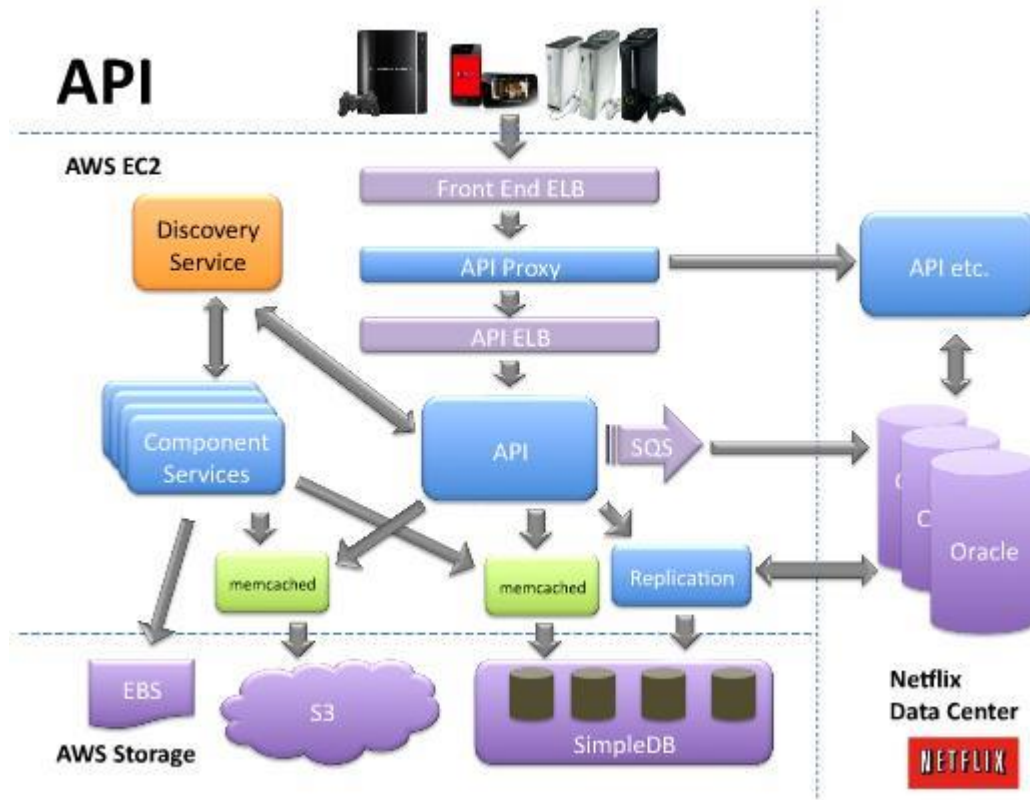 API
AWS EC2
Front End ELB
Discovery
Service
API Proxy
API etc.
API ELB
Component
Services
API
SQS
Oracle
memcached
memcached
Replication
EBS
S3
SimpleDB
AWS Storage
Netflix
Data Center
NETFLIX